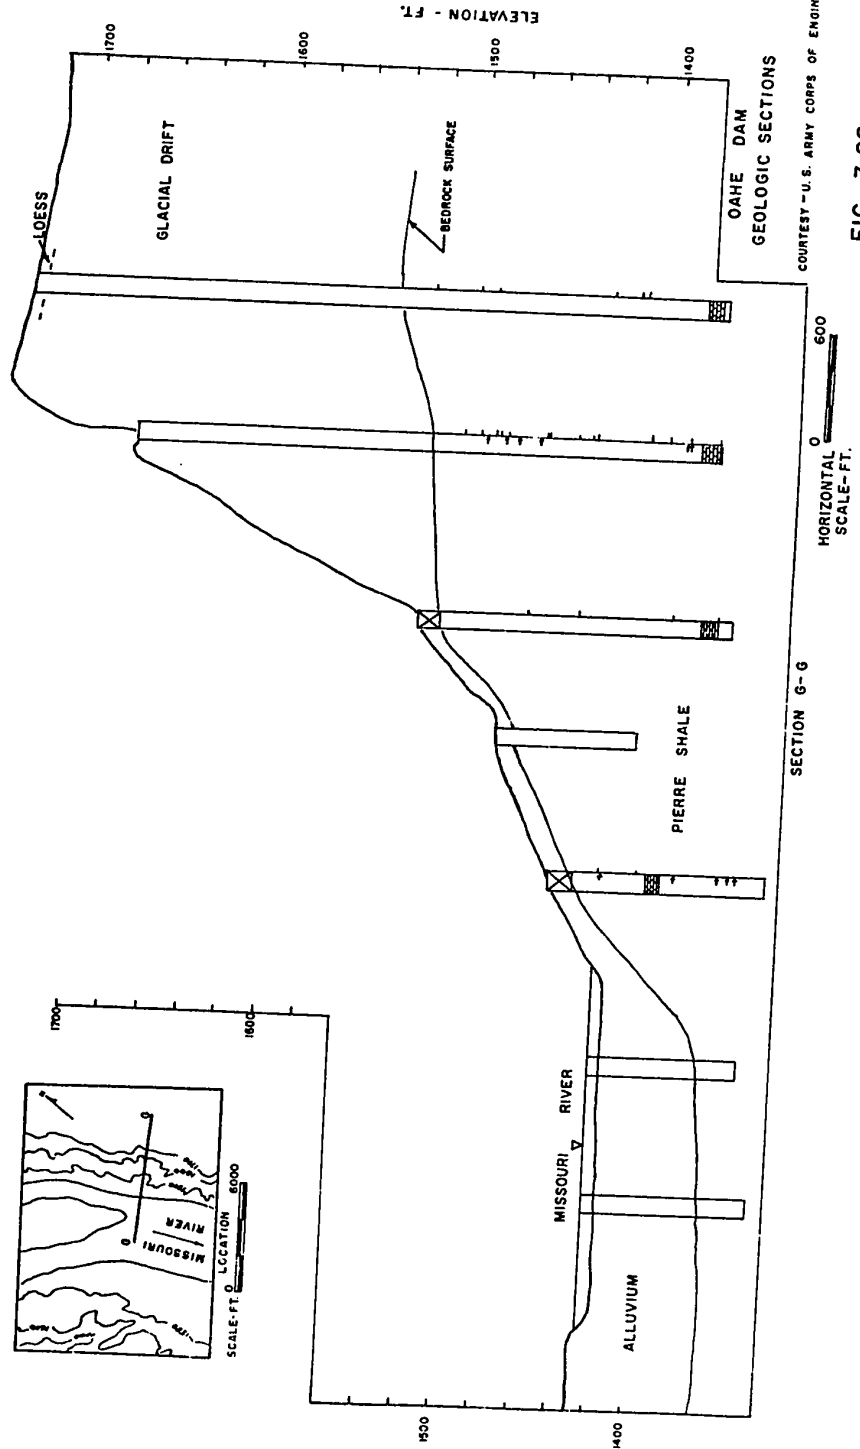 1700
1600
1500
1400
ELEVATION - FT.
LOESS
GLACIAL DRIFT
BEDROCK SURFACE
OAHE DAM
GEOLOGIC SECTIONS
COURTESY - U.S. ARMY CORPS OF
FIG.
0 600
HORIZONTAL
SCALE- FT.
SECTION G-G
PIERRE SHALE
MISSOURI RIVER
ALLUVIUM
1700
1600
1500
1400
MISSOURI
RIVER
1700
LOCATION
SCALE- FT. 0 6000